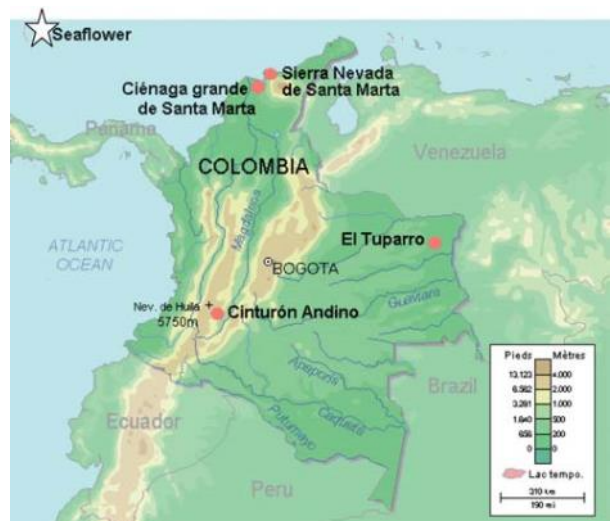 Seaflower
Sierra Nevada
de Santa Marta
Ciénaga grande
de Santa Marta
Panama
Venezuela
COLOMBIA
Magdalena
ATLANTIC
OCEAN
El Tuparro
BOGOTA
Nev. de Huila
5750m
Cinturón Andino
Guaviare
Apaporis
Caqueta
Putumayo
Ecuador
Brazil
Peru
Pieds Mètres
13.123 4.000
6.562 2.000
3.281 1.000
1.640 500
656 200
0 0
Lac tempo.
310 km
190 mi